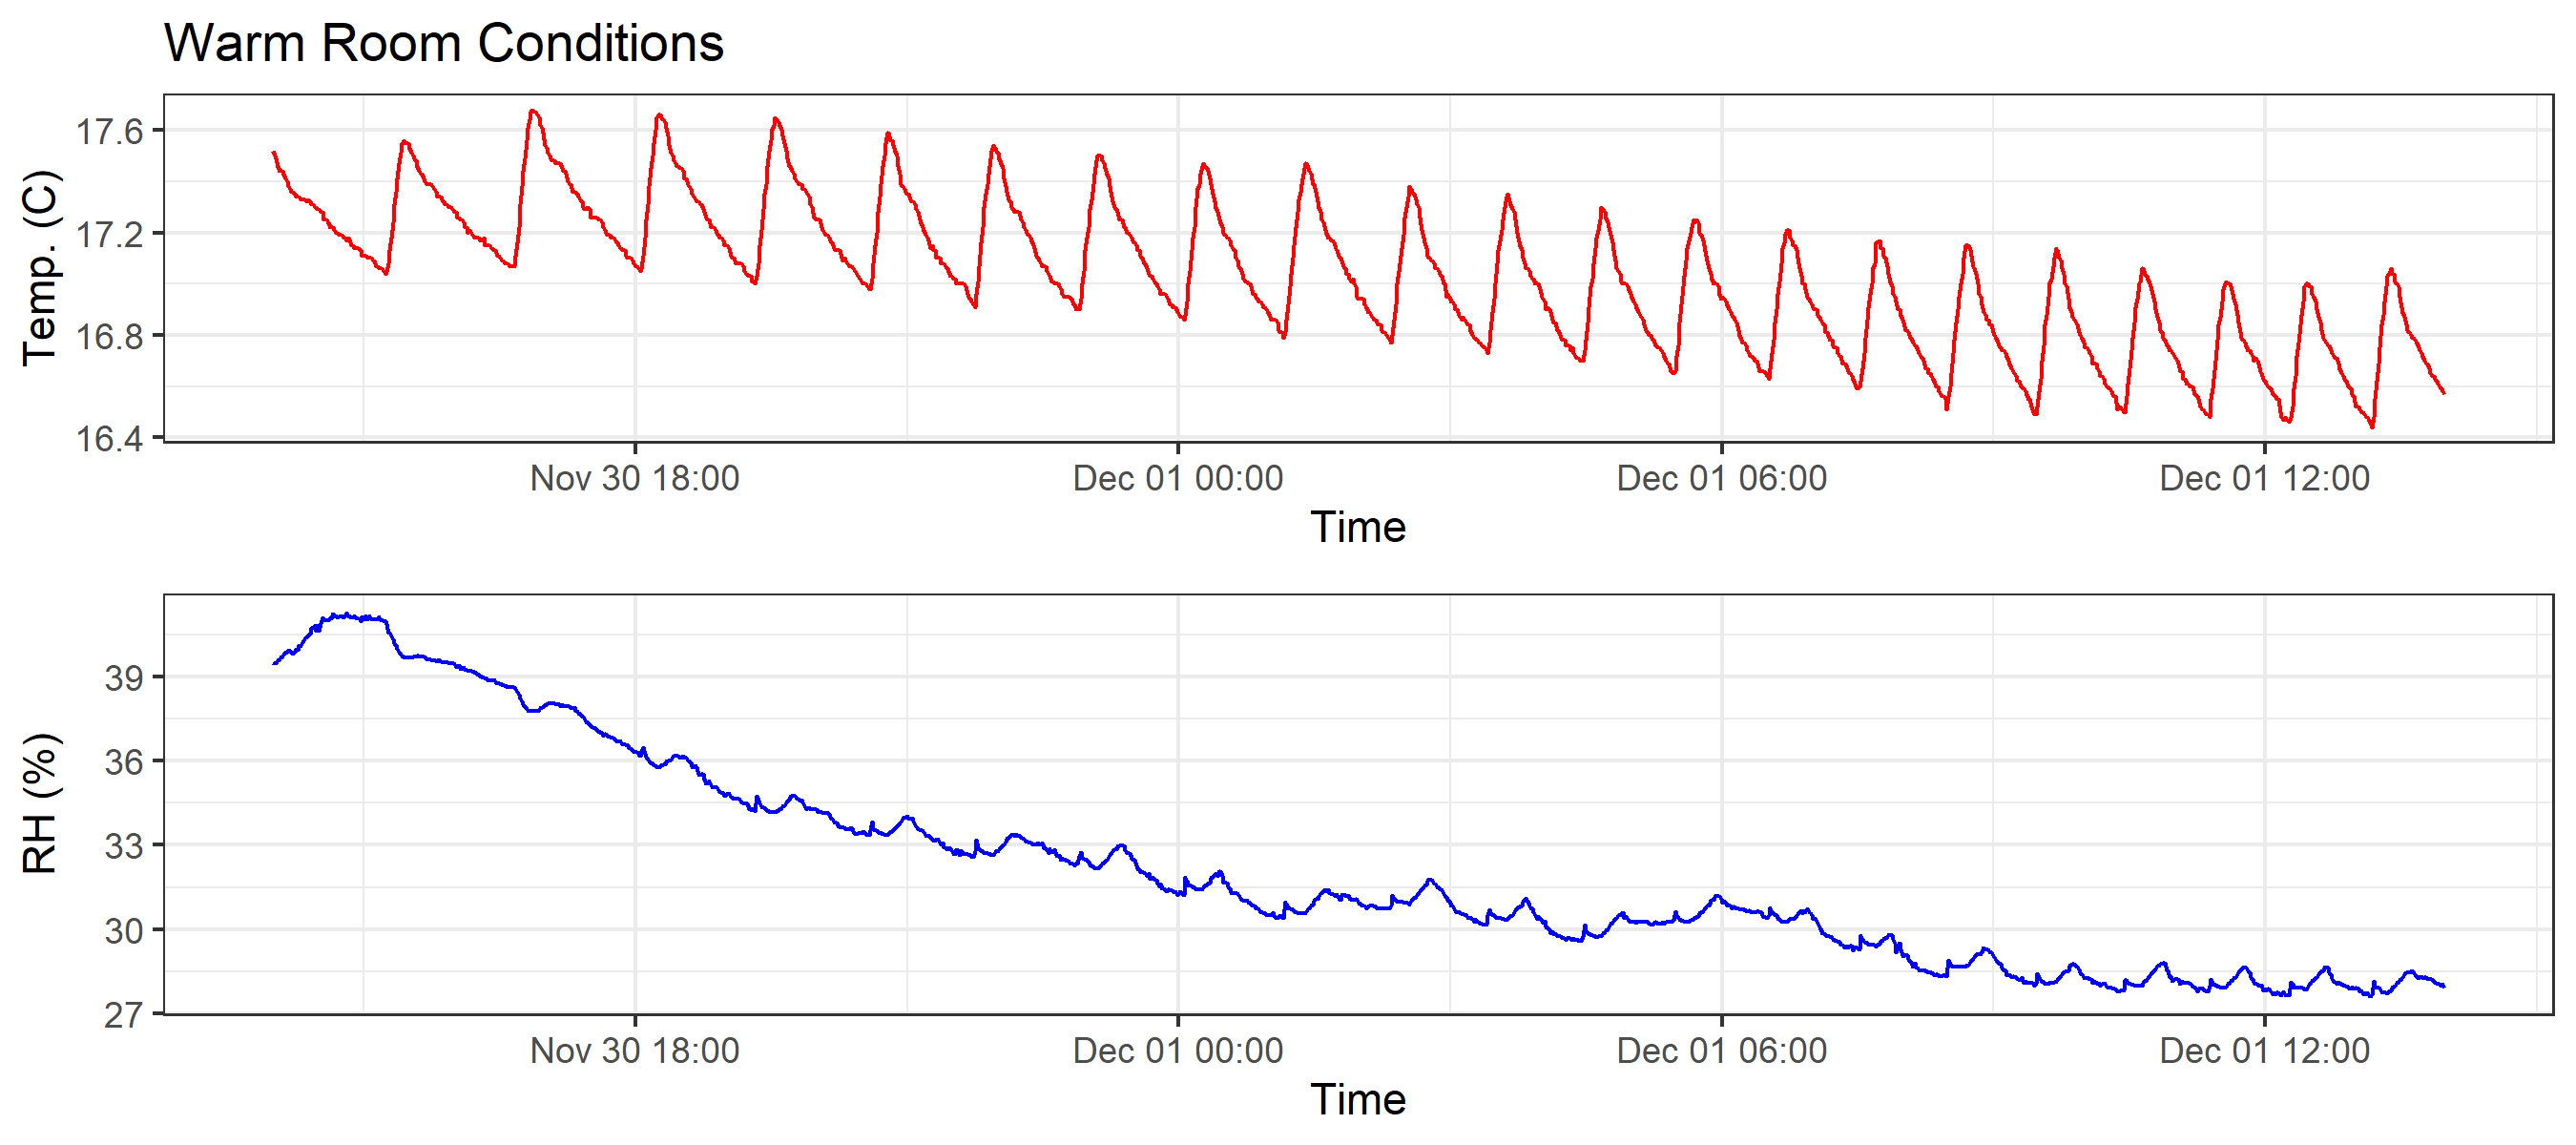 Warm Room Conditions
Temp. (C)
17.6
17.2
16.8
16.4
Nov 30 18:00 Dec 01 00:00 Dec 01 06:00 Dec 01 12:00
Time
RH (%)
39
36
33
30
27
Nov 30 18:00 Dec 01 00:00 Dec 01 06:00 Dec 01 12:00
Time